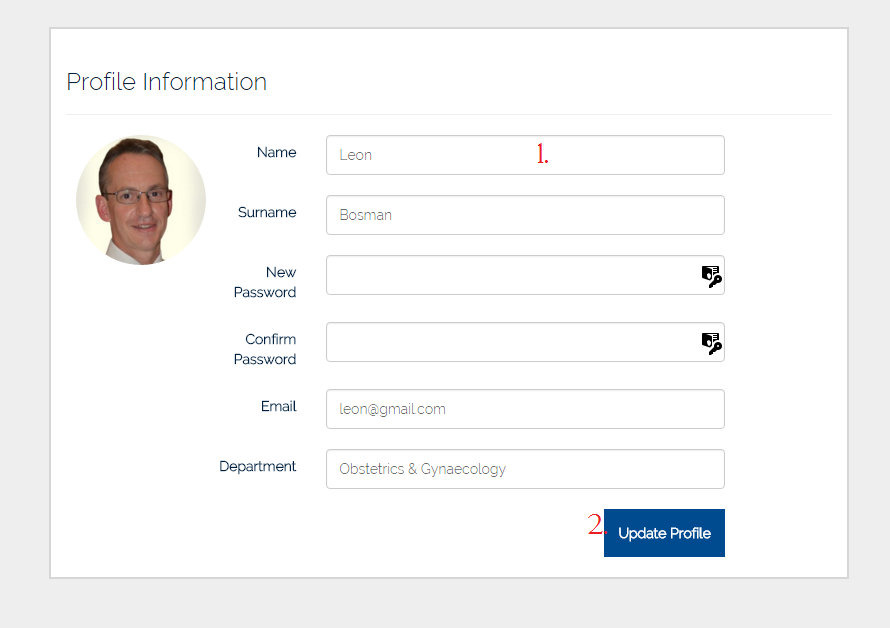 Profile Information
Name
Leon
1.
Surname
Bosman
New
Password
Confirm
Password
Email
leon@gmail.com
Department
Obstetrics & Gynaecology
2.
Update Profile